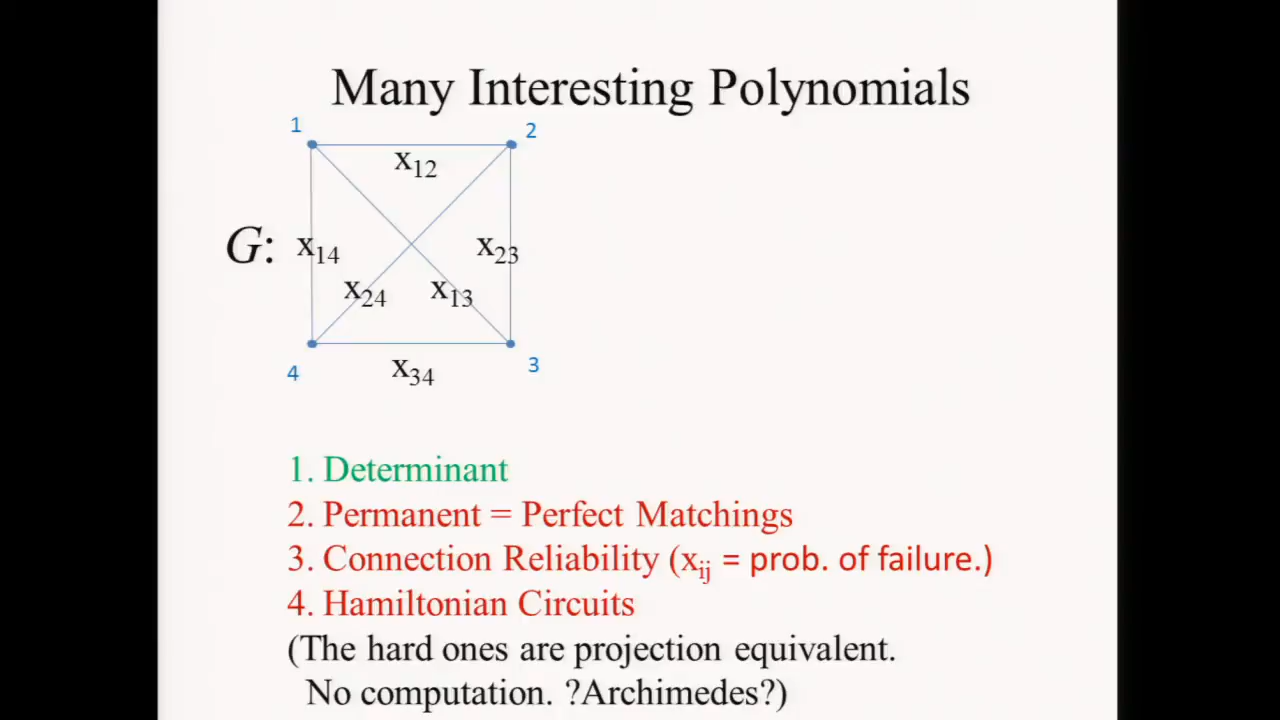 Many Interesting Polynomials
1
2
x12
G:
x14
x23
x24
x13
4
x34
3
1. Determinant
2. Permanent = Perfect Matchings
3. Connection Reliability (xij = prob. of failure.)
4. Hamiltonian Circuits
(The hard ones are projection equivalent.
No computation. ?Archimedes?)